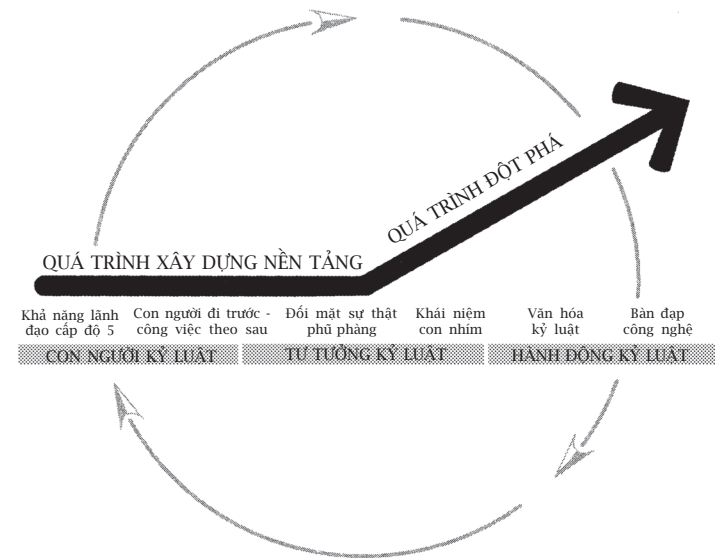 QUÁ TRÌNH ĐỘT PHÁ
QUÁ TRÌNH XÂY DỰNG NỀN TẢNG
Khả năng lãnh
đạo cấp độ 5
Con người đi trước -
công việc theo sau
Đối mặt sự thật
phũ phàng
Khái niệm
con nhím
Văn hóa
kỷ luật
Bàn đạp
công nghệ
CON NGƯỜI KỶ LUẬT
TƯ TƯỞNG KỶ LUẬT
HÀNH ĐỘNG KỶ LUẬT